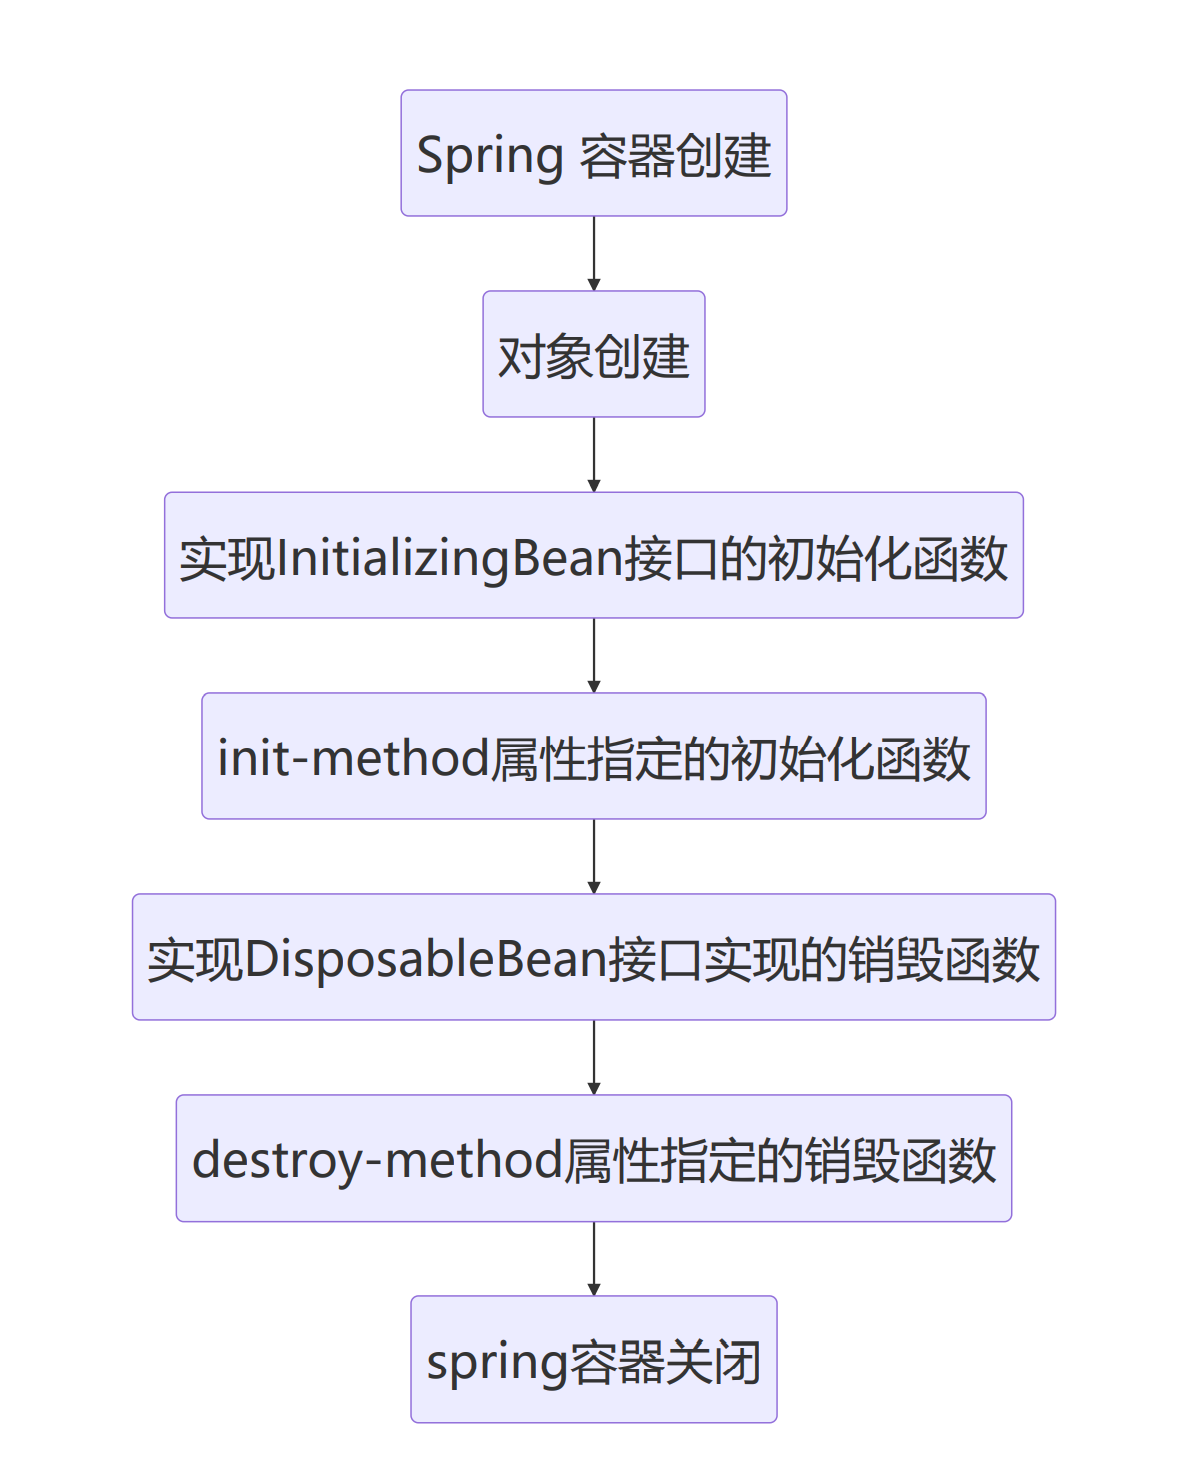 Spring 容器创建
对象创建
实现InitializingBean接口的初始化函数
init-method属性指定的初始化函数
实现DisposableBean接口实现的销毁函数
destroy-method属性指定的销毁函数
spring容器关闭